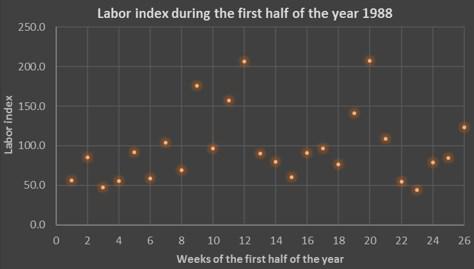 Labor index during the first half of the year 1988
250.0
200.0
150.0
100.0
50.0
0.0
Labor index
0 2 4 6 8 10 12 14 16 18 20 22 24 26
Weeks of the first half of the year